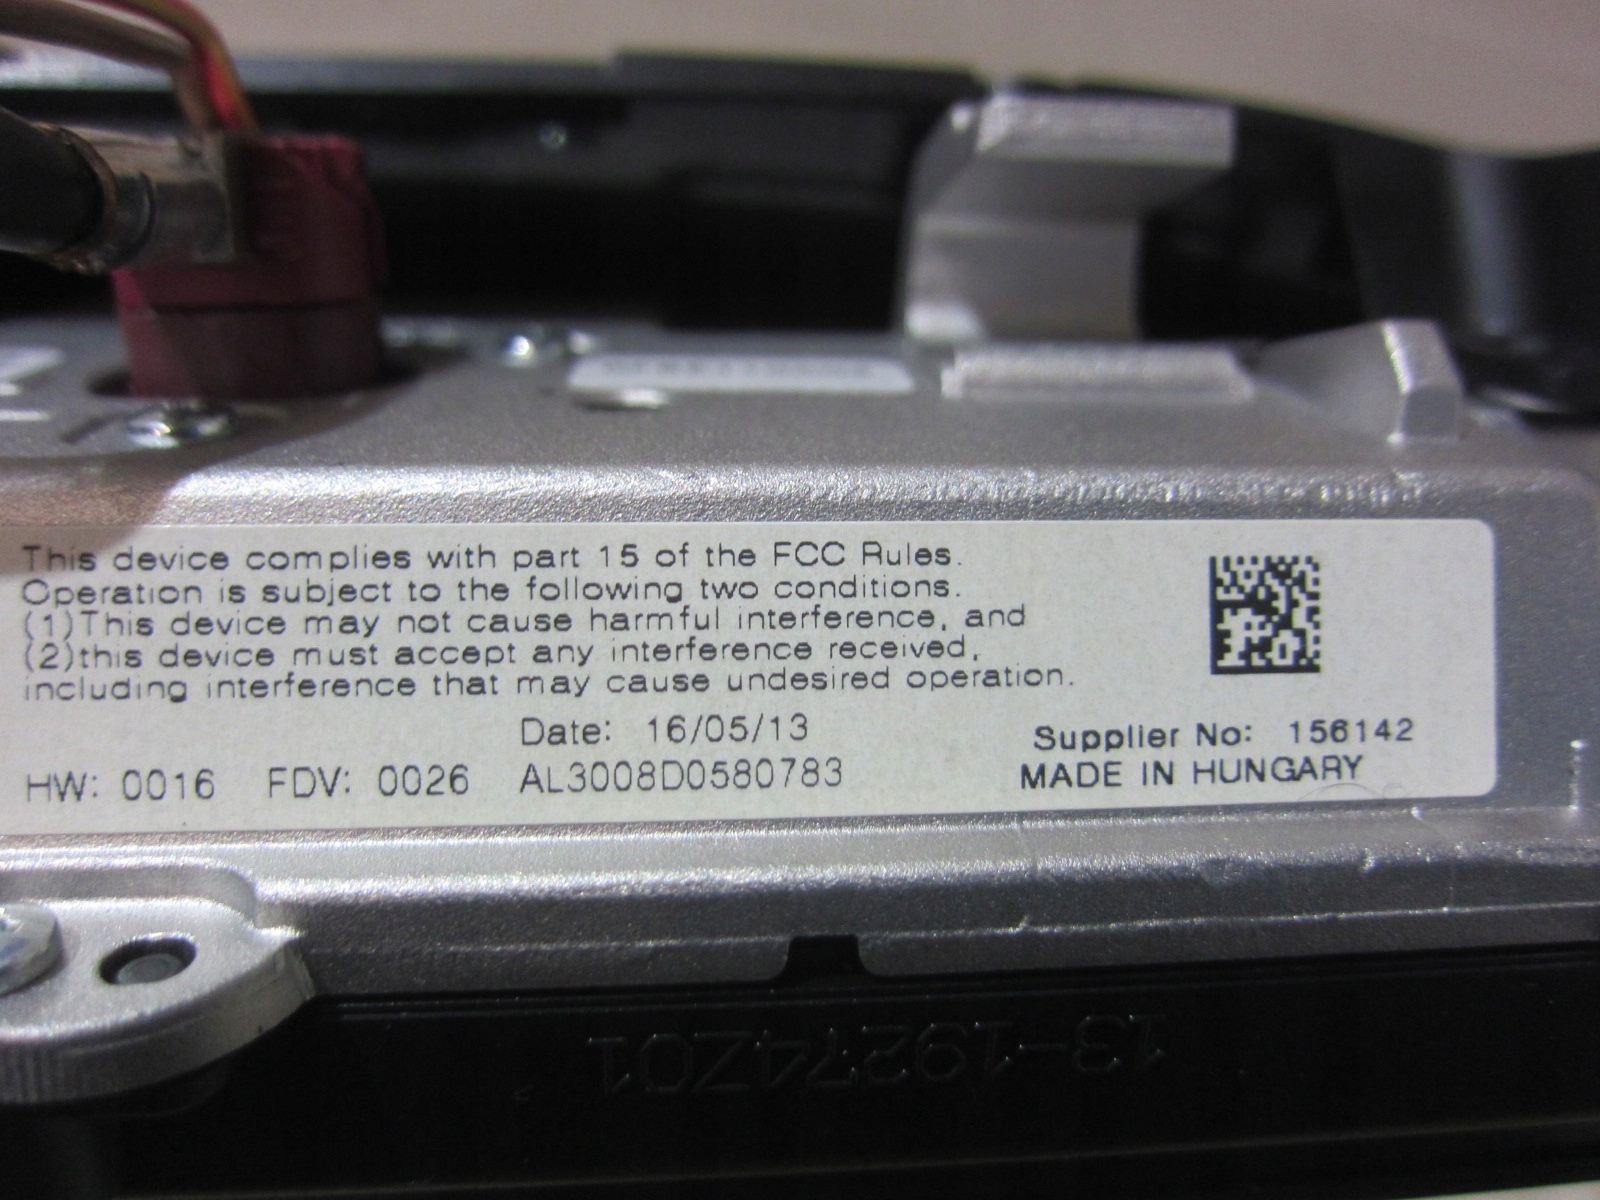 This device complies with part 15 of the FCC Rules.
Operation is subject to the following two conditions.
(1)This device may not cause harmful interference, and
(2)this device must accept any interference received,
including interference that may cause undesired operation.
Date: 16/05/13
Supplier No: 156142
HW: 0016 FDV: 0026 AL3008D0580783
MADE IN HUNGARY
13-19274Z01